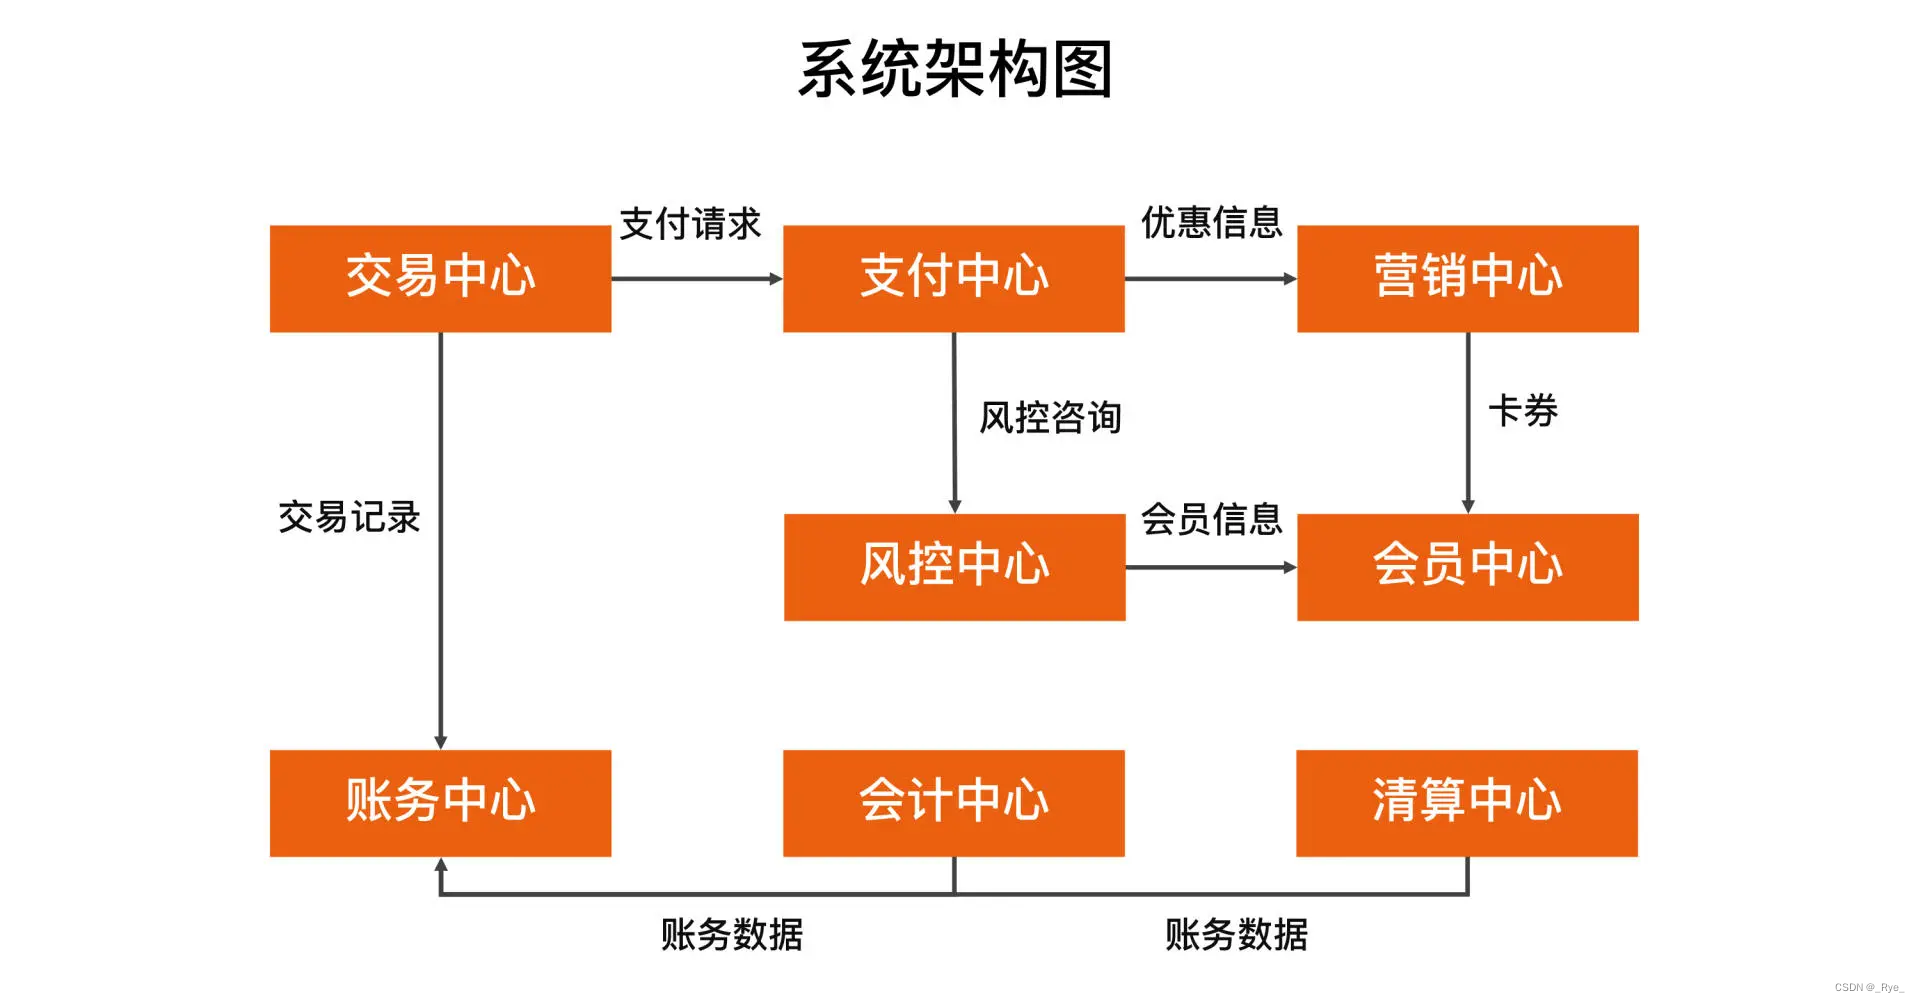 系统架构图
支付请求
优惠信息
交易中心
支付中心
营销中心
风控咨询
卡券
交易记录
会员信息
风控中心
会员中心
账务中心
会计中心
清算中心
账务数据
账务数据
CSDN @_Rye_